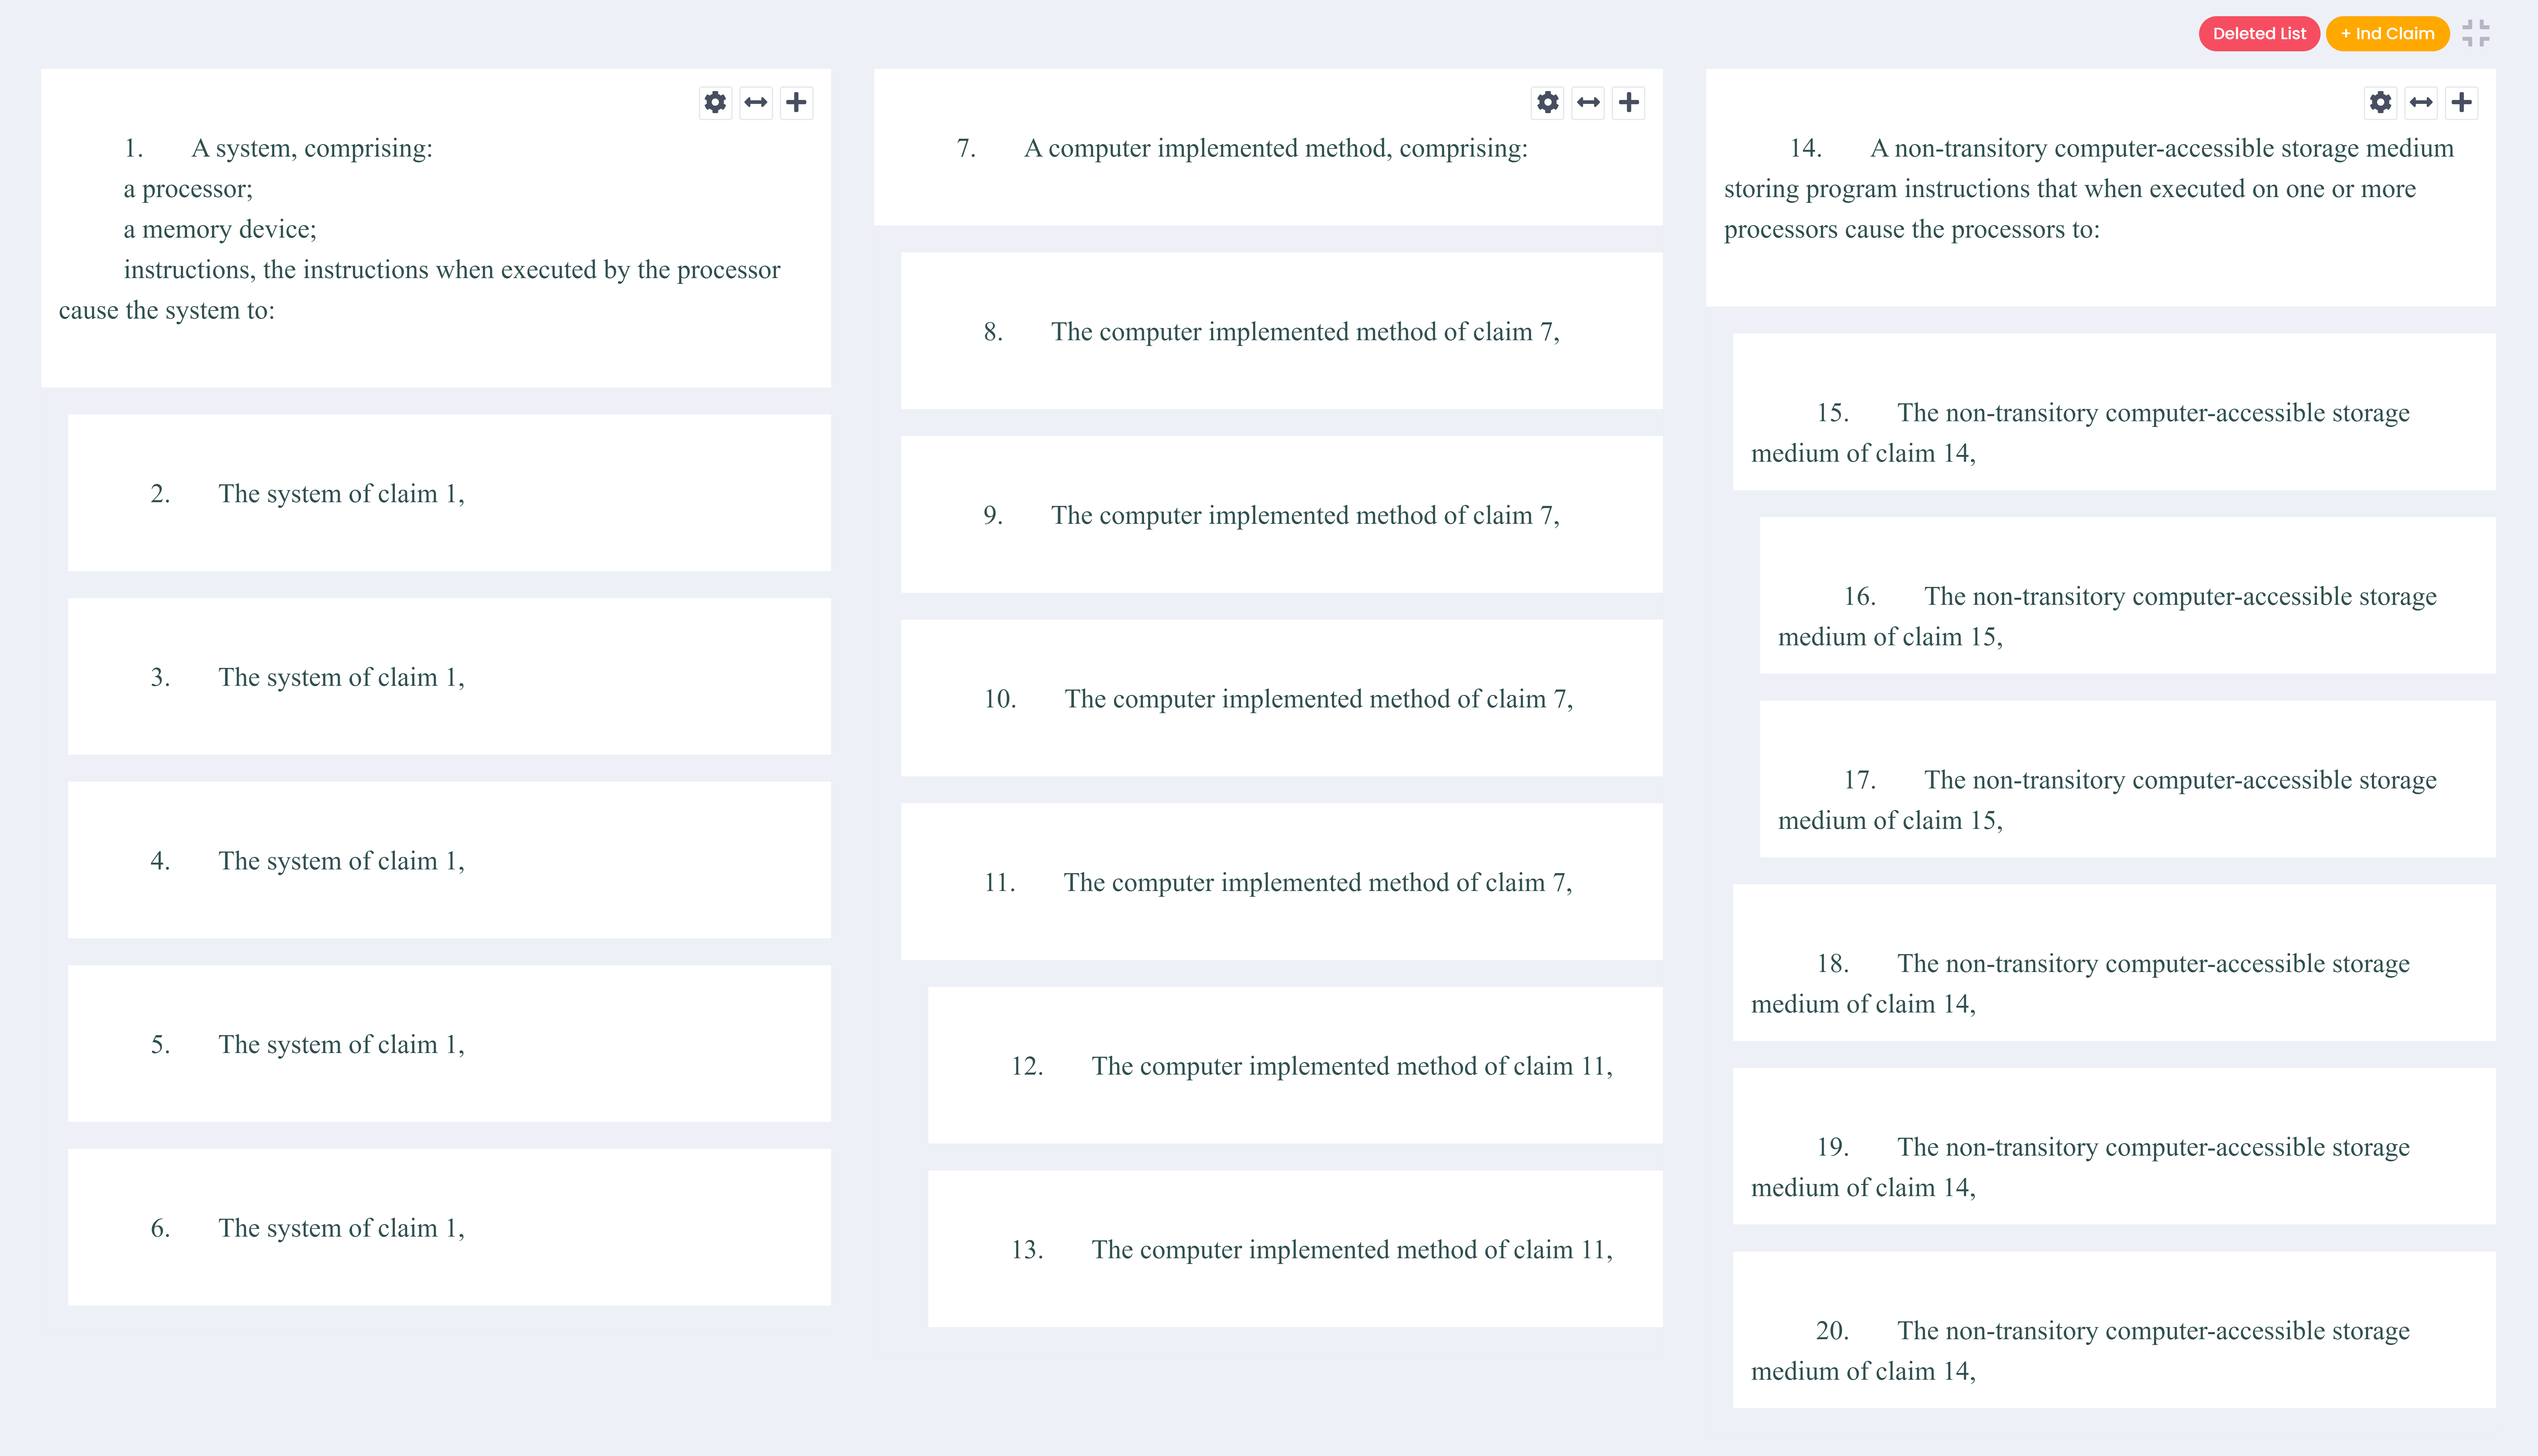 Deleted List
+ Ind Claim
1. A system, comprising:
a processor;
a memory device;
instructions, the instructions when executed by the processor
cause the system to:
2. The system of claim 1,
3. The system of claim 1,
4. The system of claim 1,
5. The system of claim 1,
6. The system of claim 1,
7. A computer implemented method, comprising:
8. The computer implemented method of claim 7,
9. The computer implemented method of claim 7,
10. The computer implemented method of claim 7,
11. The computer implemented method of claim 7,
12. The computer implemented method of claim 11,
13. The computer implemented method of claim 11,
14. A non-transitory computer-accessible storage medium
storing program instructions that when executed on one or more
processors cause the processors to:
15. The non-transitory computer-accessible storage
medium of claim 14,
16. The non-transitory computer-accessible storage
medium of claim 15,
17. The non-transitory computer-accessible storage
medium of claim 15,
18. The non-transitory computer-accessible storage
medium of claim 14,
19. The non-transitory computer-accessible storage
medium of claim 14,
20. The non-transitory computer-accessible storage
medium of claim 14,